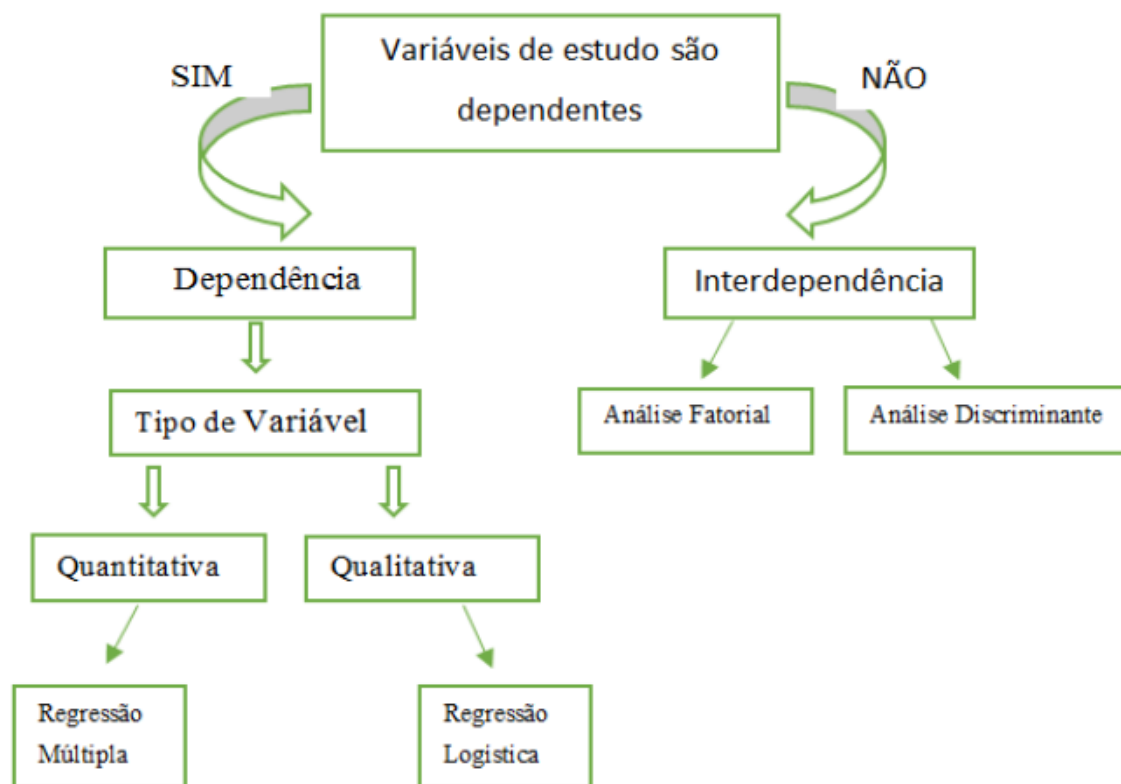 Variáveis de estudo são
dependentes
SIM
NÃO
Dependência
Interdependência
Tipo de Variável
Análise Fatorial
Análise Discriminante
Quantitativa
Qualitativa
Regressão
Múltipla
Regressão
Logistica